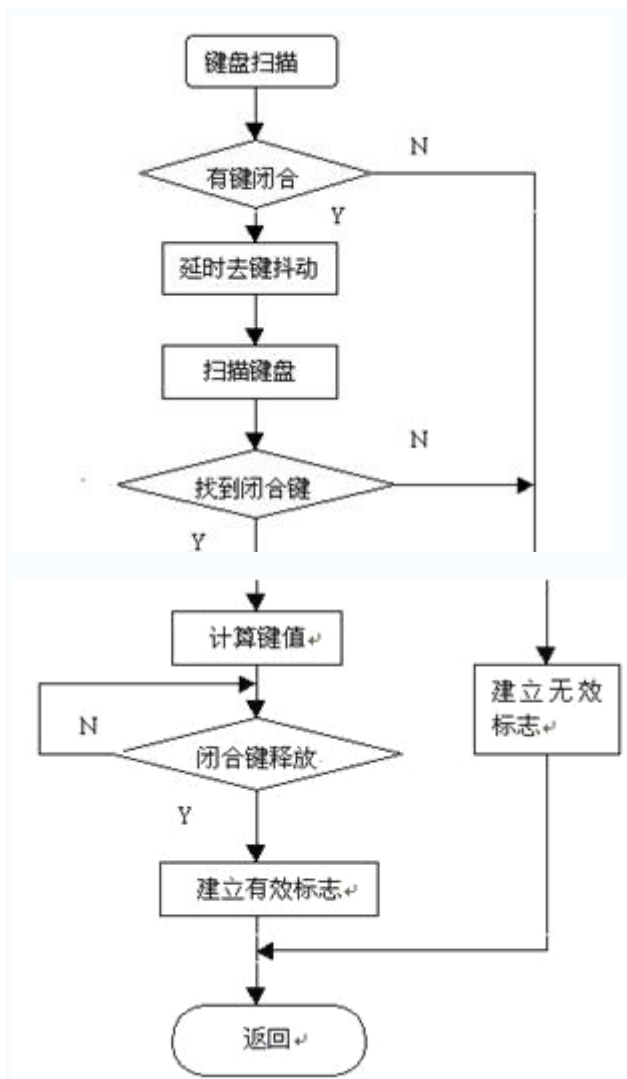 键盘扫描
N
有键闭合
Y
延时去键抖动
扫描键盘
N
找到闭合键
Y
计算键值↵
建立无效
标志↵
N
闭合键释放
Y
建立有效标志↵
返回↵